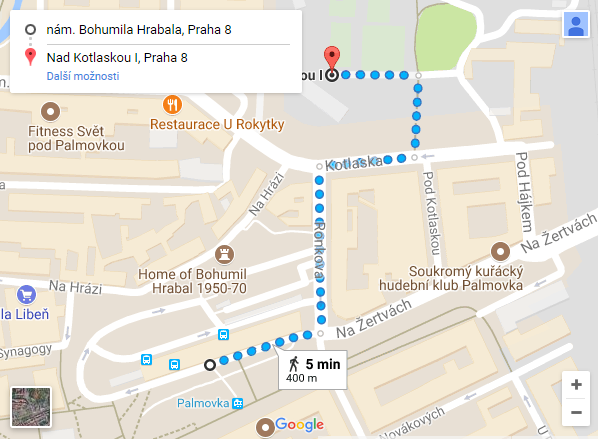 nám. Bohumila Hrabala, Praha 8
Nad Kotlaskou I, Praha 8
Další možnosti
ou I
Restaurace U Rokytky
Fitness Svět
pod Palmovkou
Kotlaska
Na Hrázi
Ronkova
Pod Kotlaskou
Pod Hájkem
Na Žertvách
Home of Bohumil
Hrabal 1950-70
Soukromý kuřácký
hudební klub Palmovka
Na Hrázi
la Libeň
Na Žertvách
Synagogy
5 min
400 m
Palmovka
Google
Novákových
+
−